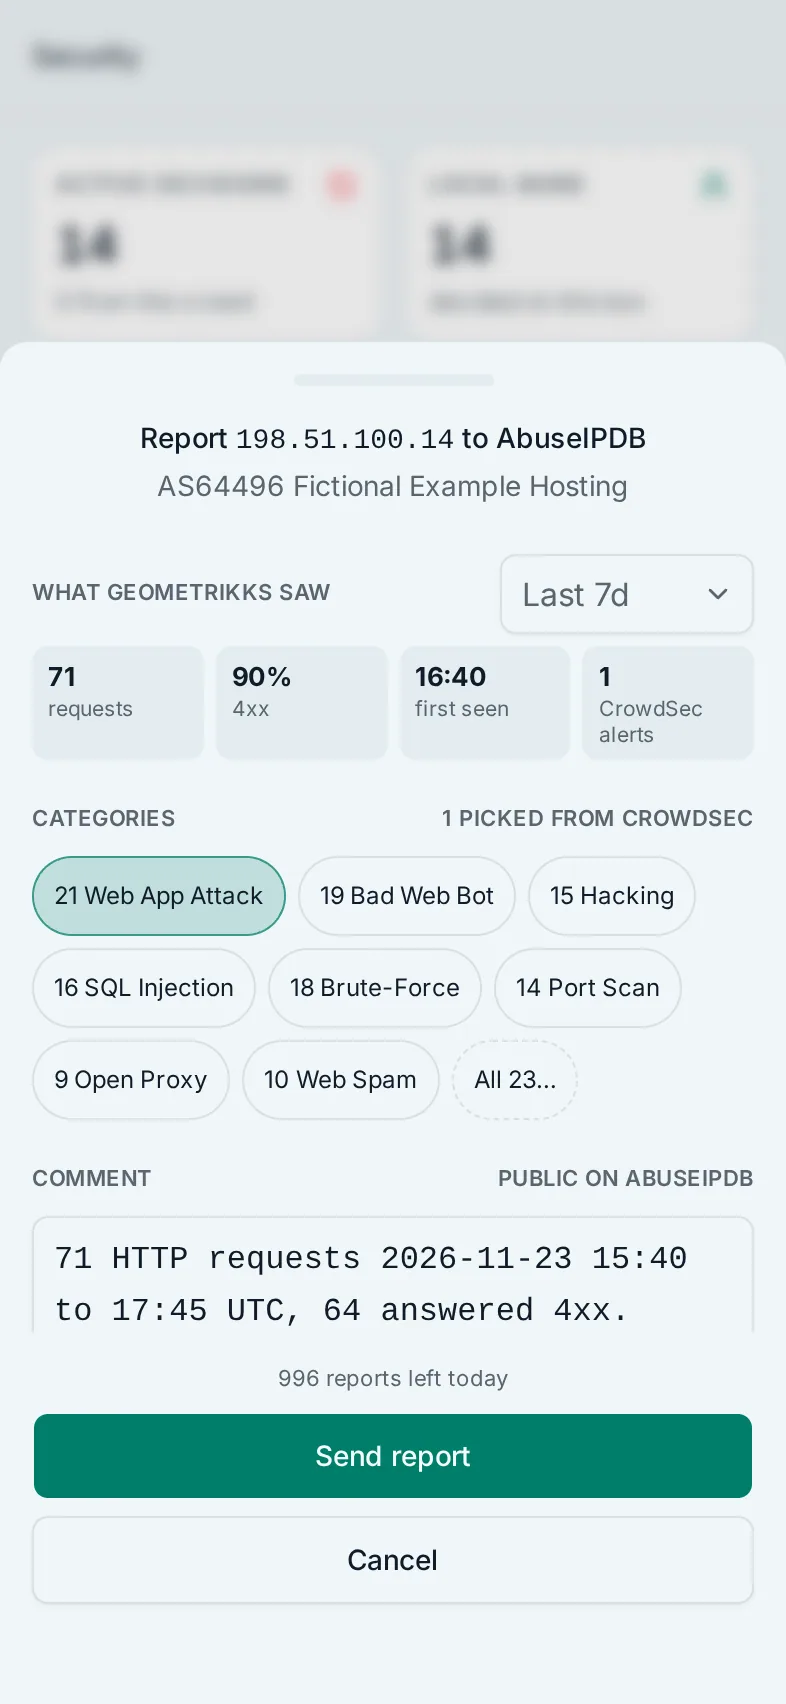 Security
14
14
Report 198.51.100.14 to AbuseIPDB
AS64496 Fictional Example Hosting
WHAT GEOMETRIKKS SAW
Last 7d
71
requests
90%
4xx
16:40
first seen
1
CrowdSec
alerts
CATEGORIES
1 PICKED FROM CROWDSEC
21 Web App Attack
19 Bad Web Bot
15 Hacking
16 SQL Injection
18 Brute-Force
14 Port Scan
9 Open Proxy
10 Web Spam
All 23...
COMMENT
PUBLIC ON ABUSEIPDB
71 HTTP requests 2026-11-23 15:40
to 17:45 UTC, 64 answered 4xx.
996 reports left today
Send report
Cancel